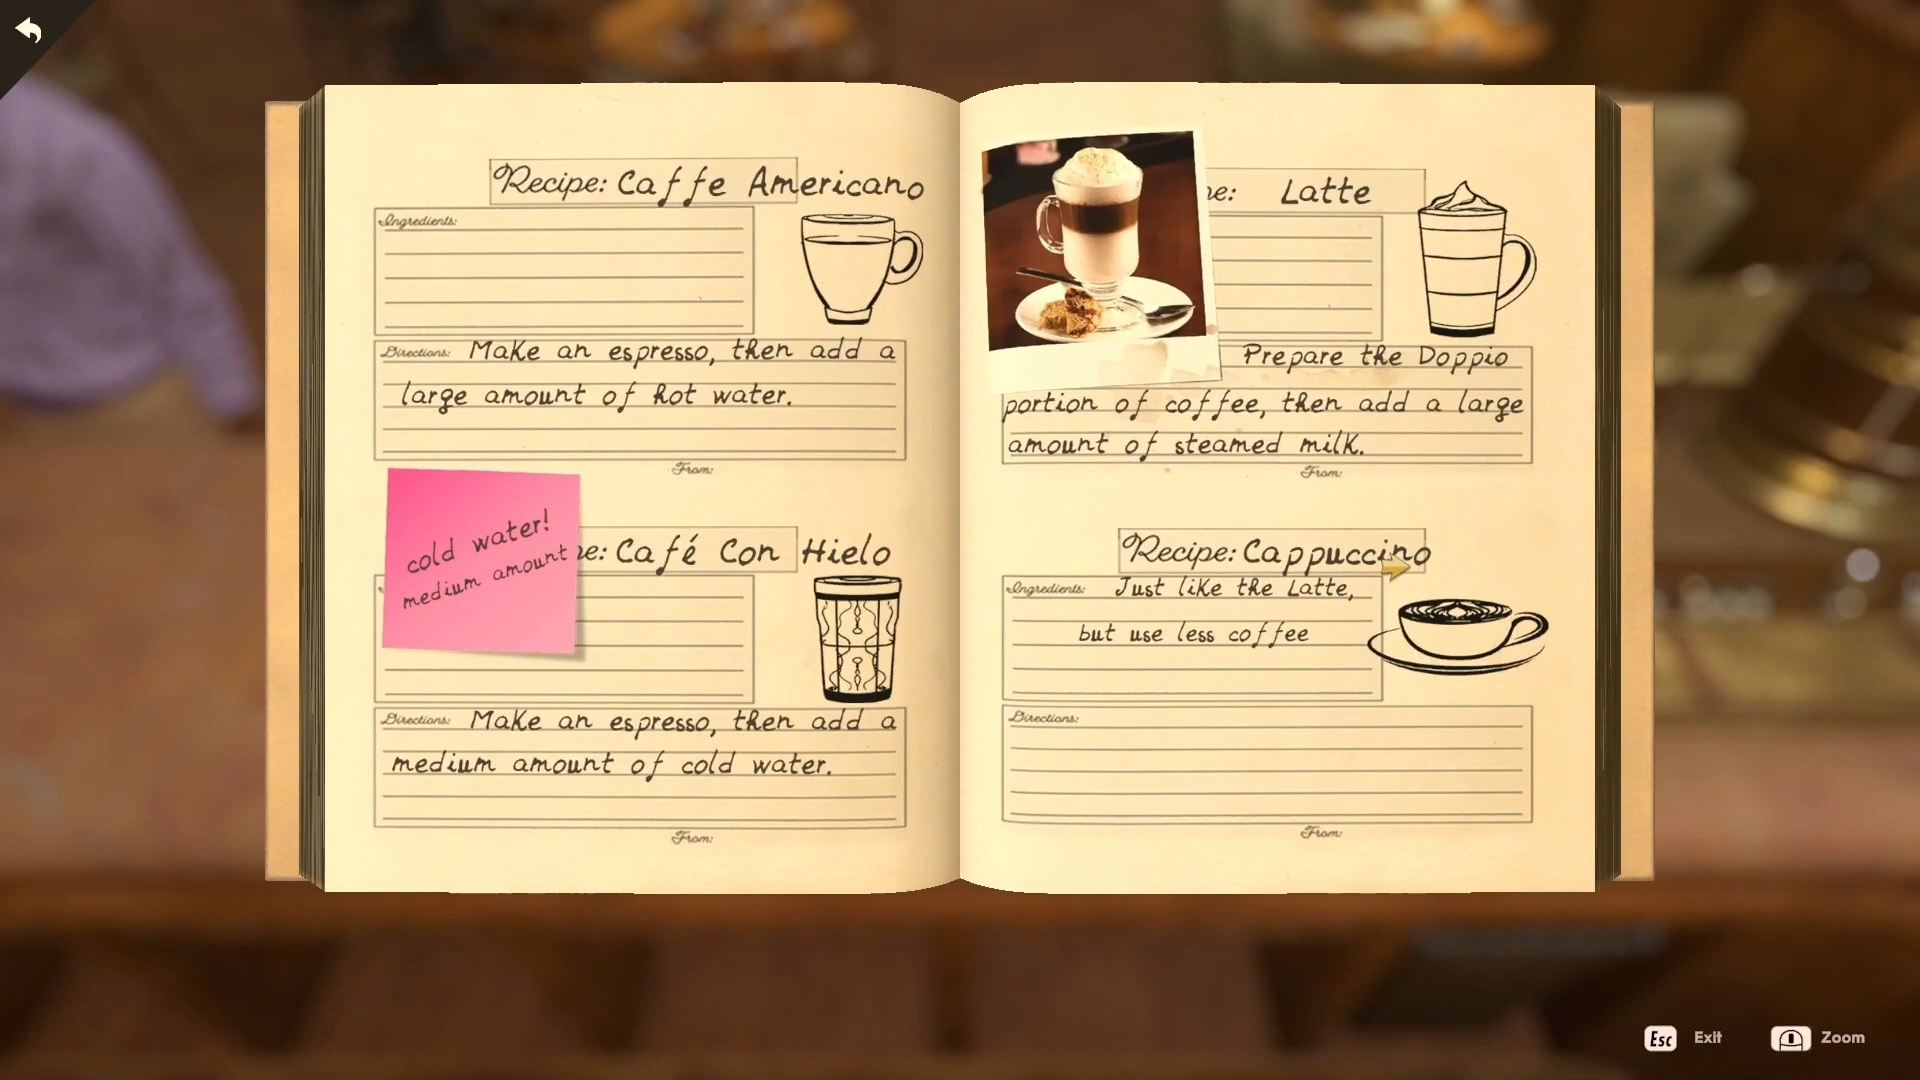 Recipe: Caffe Americano
Ingredients:
Directions: Make an espresso, then add a
large amount of hot water.
From:
cold water!
medium amount
pe: Café Con Hielo
Directions: Make an espresso, then add a
medium amount of cold water.
From:
pe: Latte
Prepare the Doppio
portion of coffee, then add a large
amount of steamed milk.
From:
Recipe: Cappuccino
Ingredients: Just like the Latte,
but use less coffee
Directions:
From:
Esc Exit Zoom